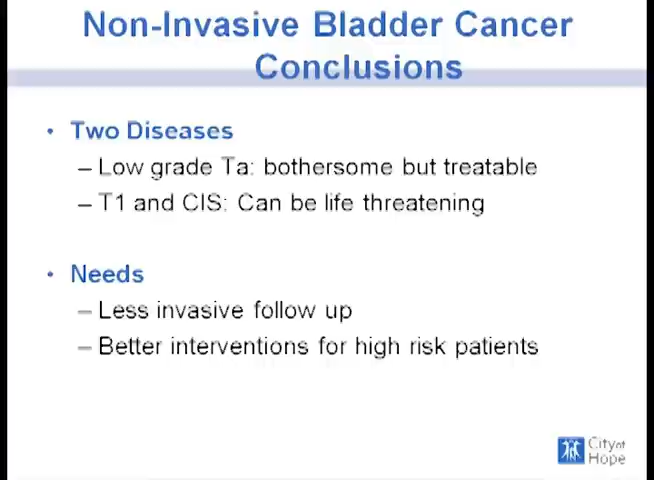 Non-Invasive Bladder Cancer
Conclusions
• Two Diseases
– Low grade Ta: bothersome but treatable
– T1 and CIS: Can be life threatening
• Needs
– Less invasive follow up
– Better interventions for high risk patients
City of
Hope